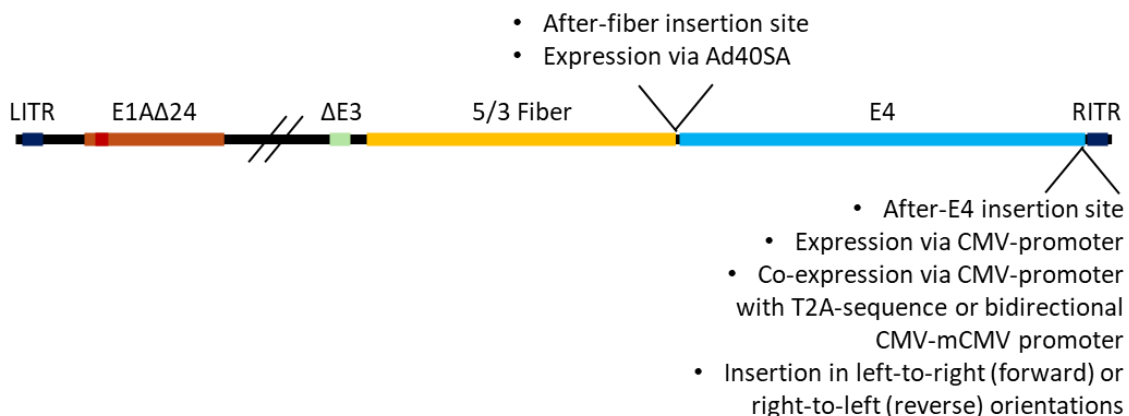 • After-fiber insertion site
• Expression via Ad40SA
LITR E1AΔ24 ΔE3 5/3 Fiber E4 RITR
• After-E4 insertion site
• Expression via CMV-promoter
• Co-expression via CMV-promoter
with T2A-sequence or bidirectional
CMV-mCMV promoter
• Insertion in left-to-right (forward) or
right-to-left (reverse) orientations